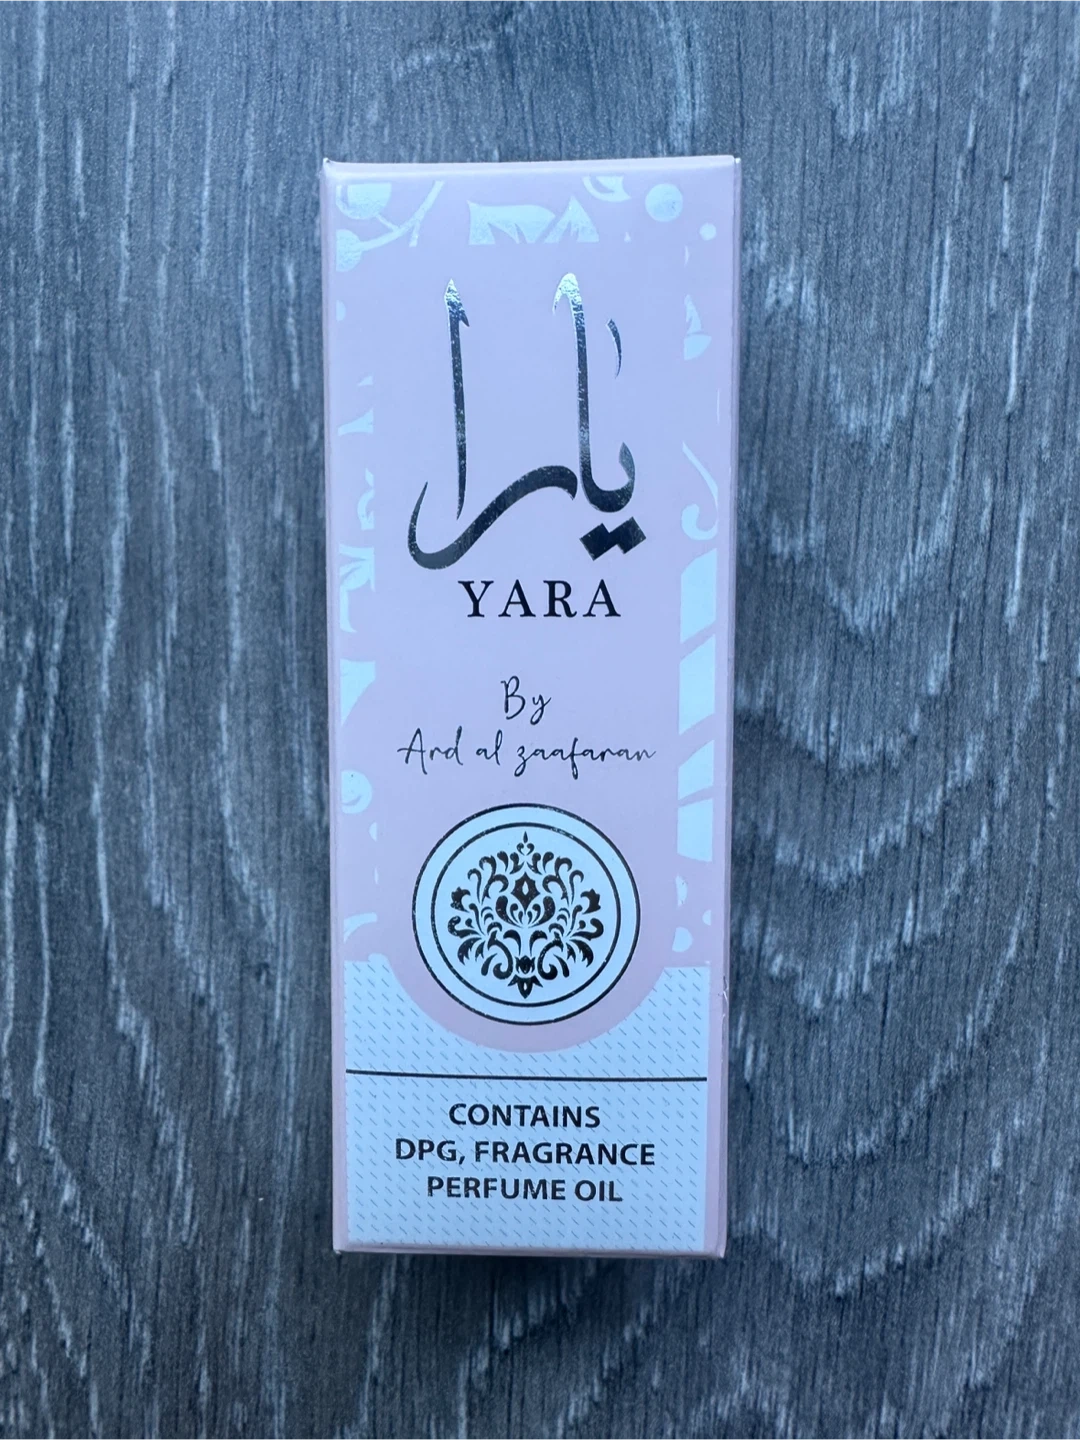 يارا
YARA
By
Ard al zaafaran
CONTAINS
DPG, FRAGRANCE
PERFUME OIL